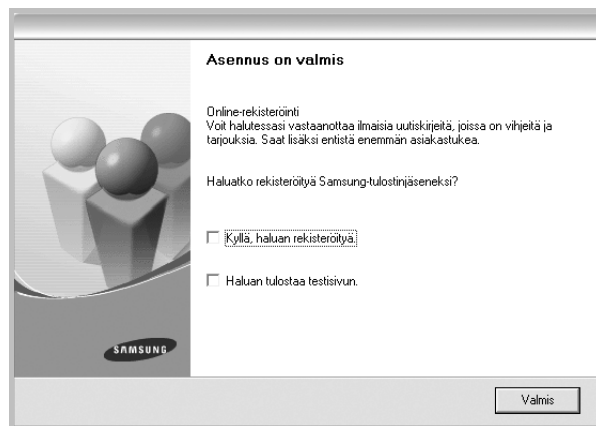 Asennus on valmis
Online-rekisteröinti
Voit halutessasi vastaanottaa ilmaisia uutiskirjeitä, joissa on vihjeitä ja
tarjouksia. Saat lisäksi entistä enemmän asiakastukea.
Haluatko rekisteröityä Samsung-tulostinjäseneksi?
Kyllä, haluan rekisteröityä.
Haluan tulostaa testisivun.
SAMSUNG
Valmis